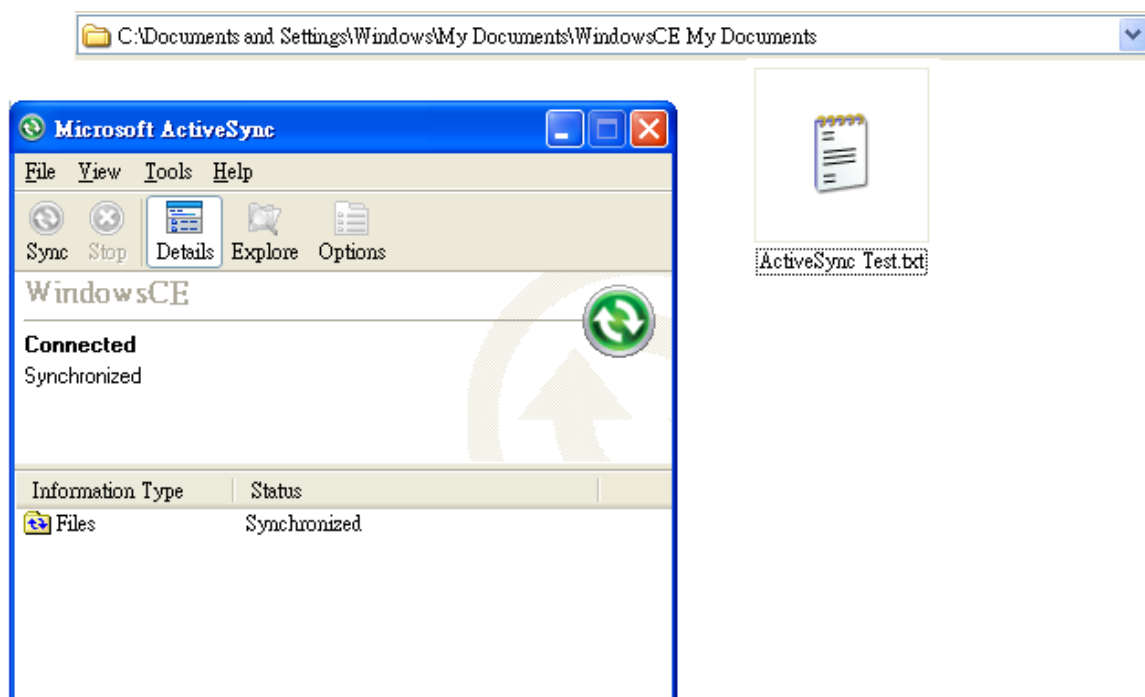 C:\Documents and Settings\Windows\My Documents\WindowsCE My Documents
Microsoft ActiveSync
File View Tools Help
Sync Stop Details Explore Options
WindowsCE
Connected
Synchronized
Information Type Status
Files Synchronized
ActiveSync Test.txt